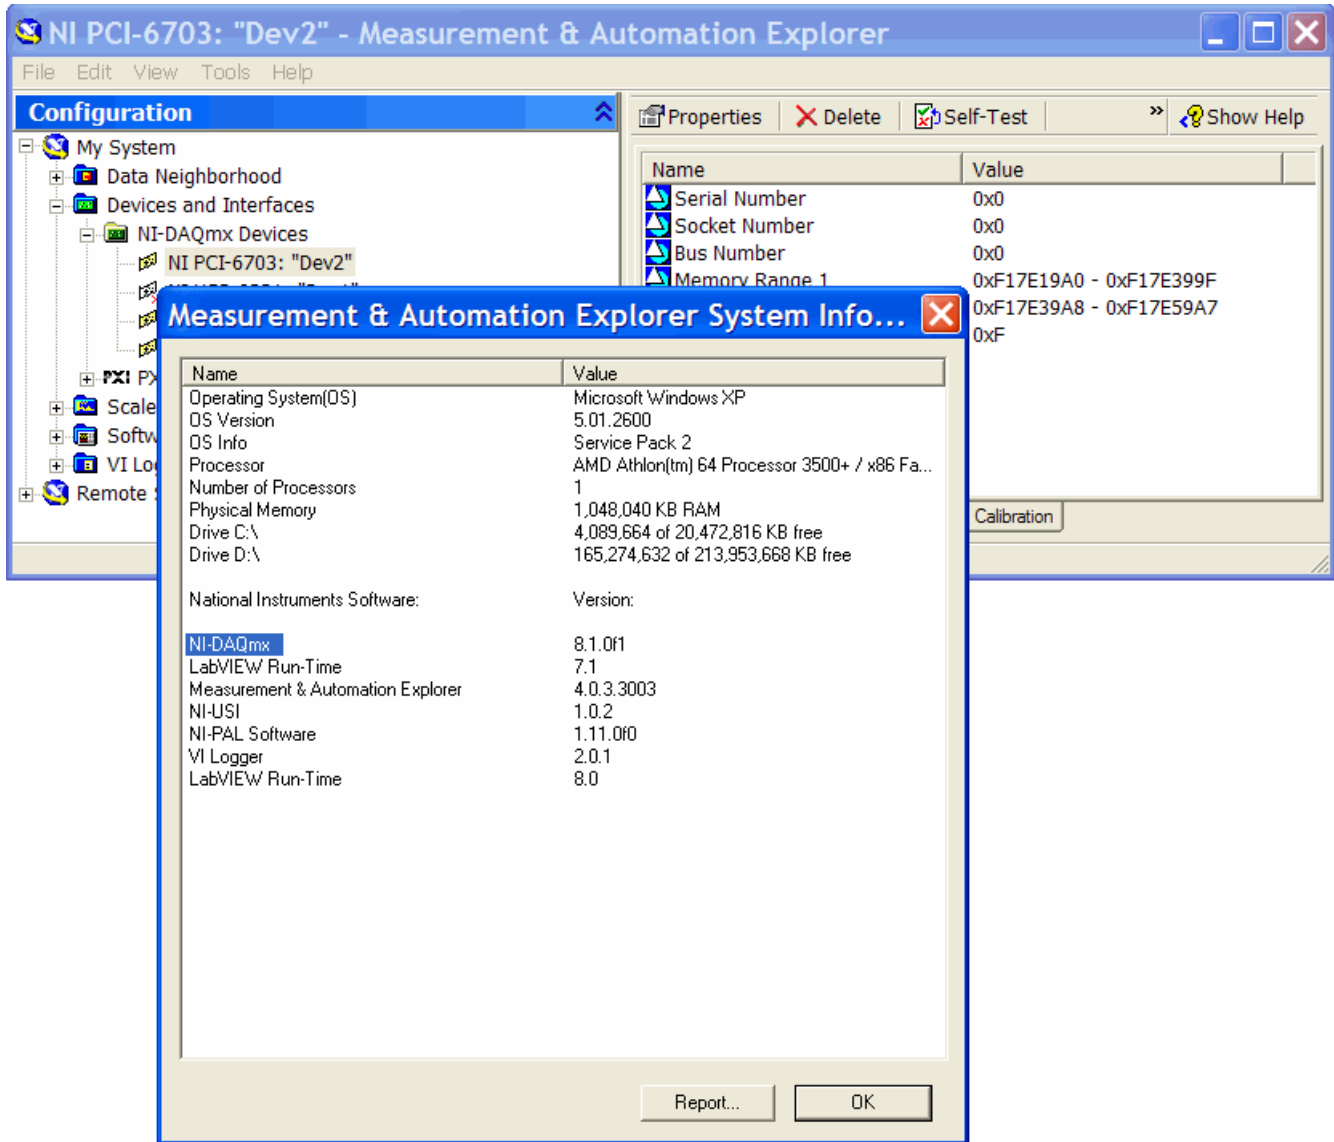 NI PCI-6703: "Dev2" - Measurement & Automation Explorer
File Edit View Tools Help
Configuration
My System
Data Neighborhood
Devices and Interfaces
NI-DAQmx Devices
NI PCI-6703: "Dev2"
PXI
Remote
Properties Delete Self-Test » Show Help
Name Value
Serial Number 0x0
Socket Number 0x0
Bus Number 0x0
Memory Range 1 0xF17E19A0 - 0xF17E399F
0xF17E39A8 - 0xF17E59A7
0xF
Calibration
Measurement & Automation Explorer System Info...
Name Value
Operating System(OS) Microsoft Windows XP
OS Version 5.01.2600
OS Info Service Pack 2
Processor AMD Athlon(tm) 64 Processor 3500+ / x86 Fa...
Number of Processors 1
Physical Memory 1,048,040 KB RAM
Drive C:\ 4,089,664 of 20,472,816 KB free
Drive D:\ 165,274,632 of 213,953,668 KB free
National Instruments Software: Version:
NI-DAQmx 8.1.0f1
LabVIEW Run-Time 7.1
Measurement & Automation Explorer 4.0.3.3003
NI-USI 1.0.2
NI-PAL Software 1.11.0f0
VI Logger 2.0.1
LabVIEW Run-Time 8.0
Report... OK